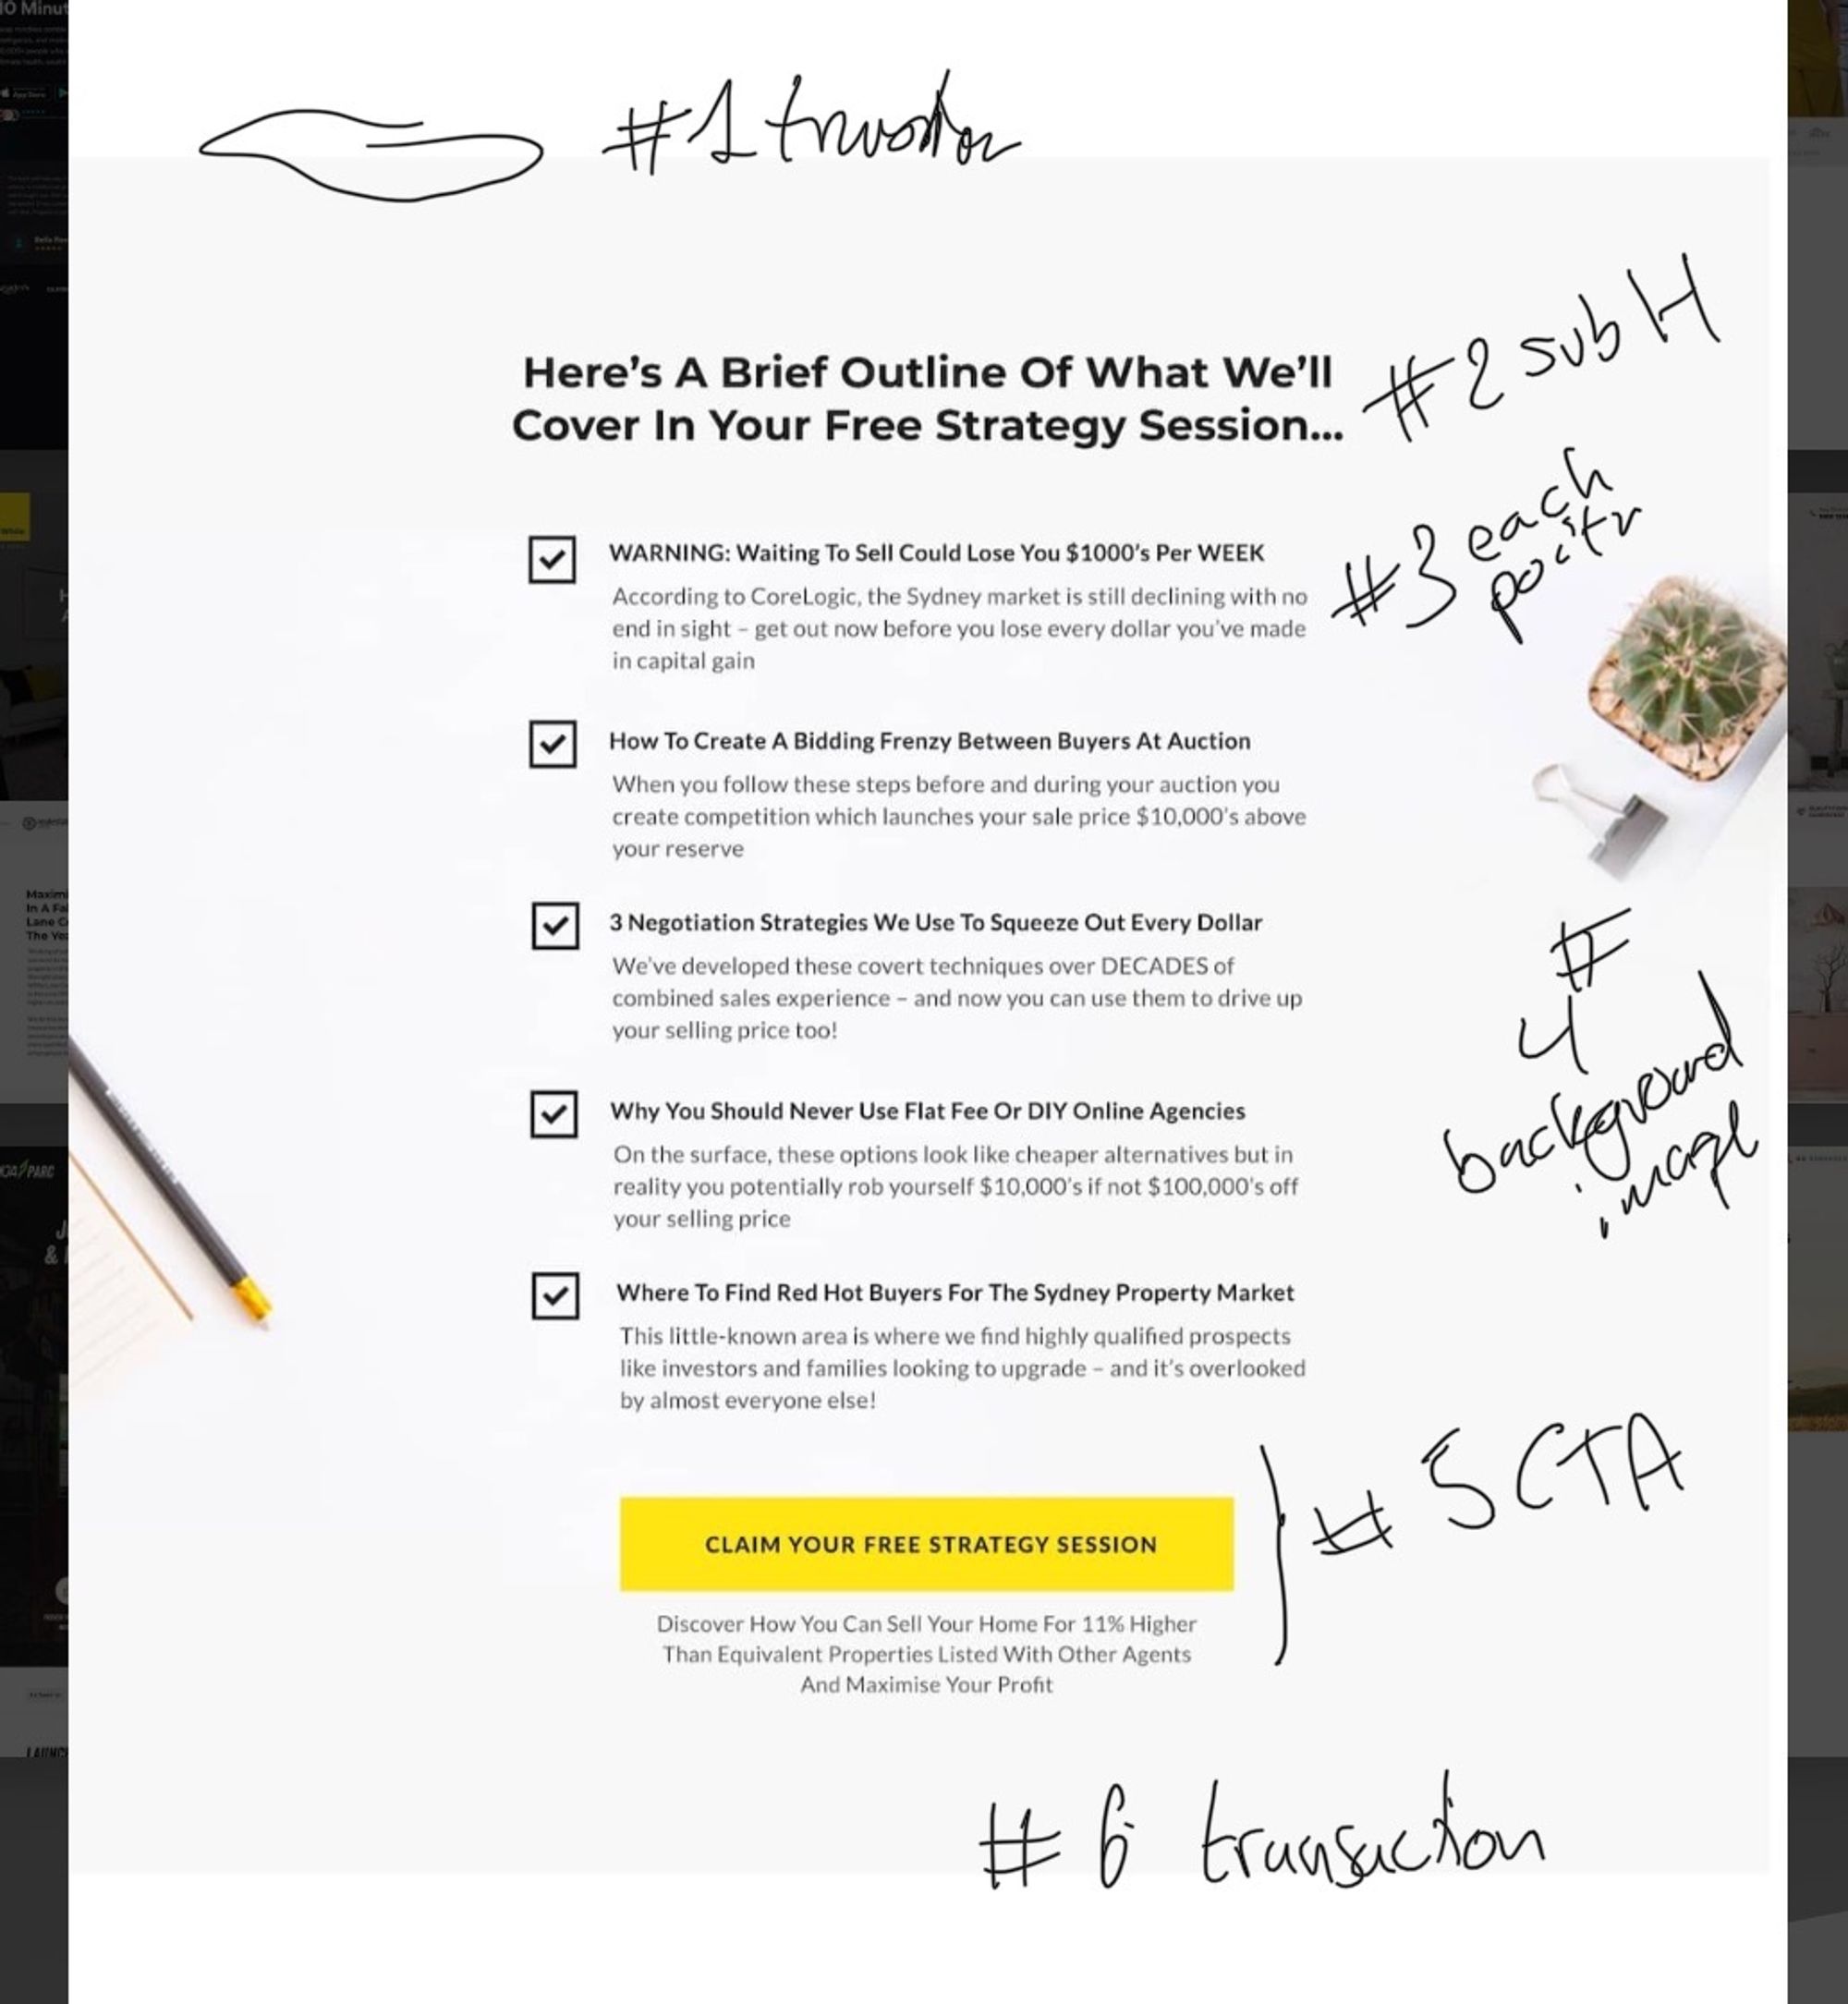 #1
Here's A Brief Outline Of What We'll
Cover In Your Free Strategy Session...
#2 sub H
#3 each
WARNING: Waiting To Sell Could Lose You $1000's Per WEEK
According to CoreLogic, the Sydney market is still declining with no
end in sight – get out now before you lose every dollar you've made
in capital gain
How To Create A Bidding Frenzy Between Buyers At Auction
When you follow these steps before and during your auction you
create competition which launches your sale price $10,000's above
your reserve
3 Negotiation Strategies We Use To Squeeze Out Every Dollar
We've developed these covert techniques over DECADES of
combined sales experience – and now you can use them to drive up
your selling price too!
#
4
background
image
Why You Should Never Use Flat Fee Or DIY Online Agencies
On the surface, these options look like cheaper alternatives but in
reality you potentially rob yourself $10,000's if not $100,000's off
your selling price
Where To Find Red Hot Buyers For The Sydney Property Market
This little-known area is where we find highly qualified prospects
like investors and families looking to upgrade – and it's overlooked
by almost everyone else!
CLAIM YOUR FREE STRATEGY SESSION
# 5 CTA
Discover How You Can Sell Your Home For 11% Higher
Than Equivalent Properties Listed With Other Agents
And Maximise Your Profit
# 6 transaction